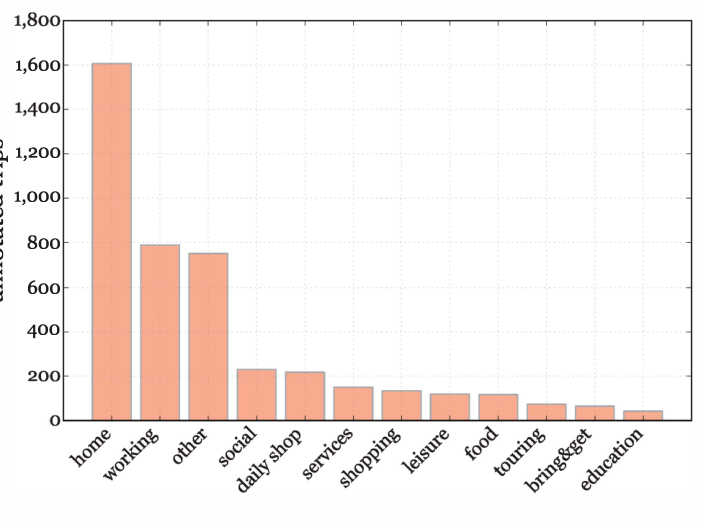 1,800
1,600
1,400
1,200
1,000
800
600
400
200
0
home
working
other
social
daily shop
services
shopping
leisure
food
touring
bring&get
education